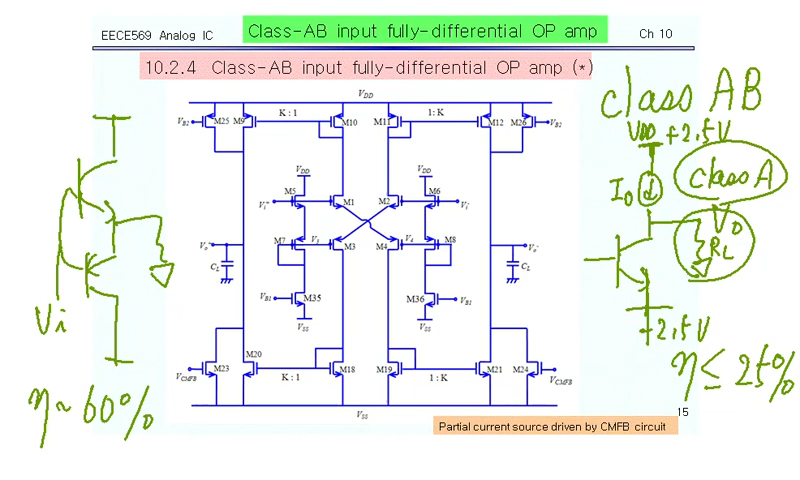 EECE569 Analog IC
Class-AB input fully-differential OP amp
Ch 10
10.2.4 Class-AB input fully-differential OP amp (*)
class AB
VDD +2.5V
class A
I0
VO
RL
+2.5V
η ≤ 25%
Vi
η ~ 60%
VDD
VB2 M25 M9 K : 1 M10 M11 1 : K M12 M26 VB2
VDD VDD
M5 M6
Vi+ M1 M2 Vi-
M7 V3 M3 M4 V4 M8
Vo+ Vo-
CL CL
VB1 M35 M36 VB1
VSS VSS
M23 M20 K : 1 M18 M19 1 : K M21 M24
VCMFB VCMFB
VSS
Partial current source driven by CMFB circuit
15